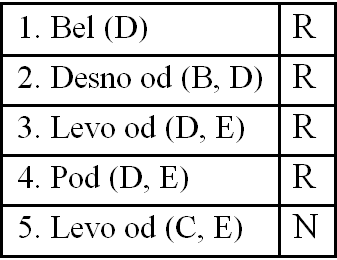 1. Bel (D) R
2. Desno od (B, D) R
3. Levo od (D, E) R
4. Pod (D, E) R
5. Levo od (C, E) N